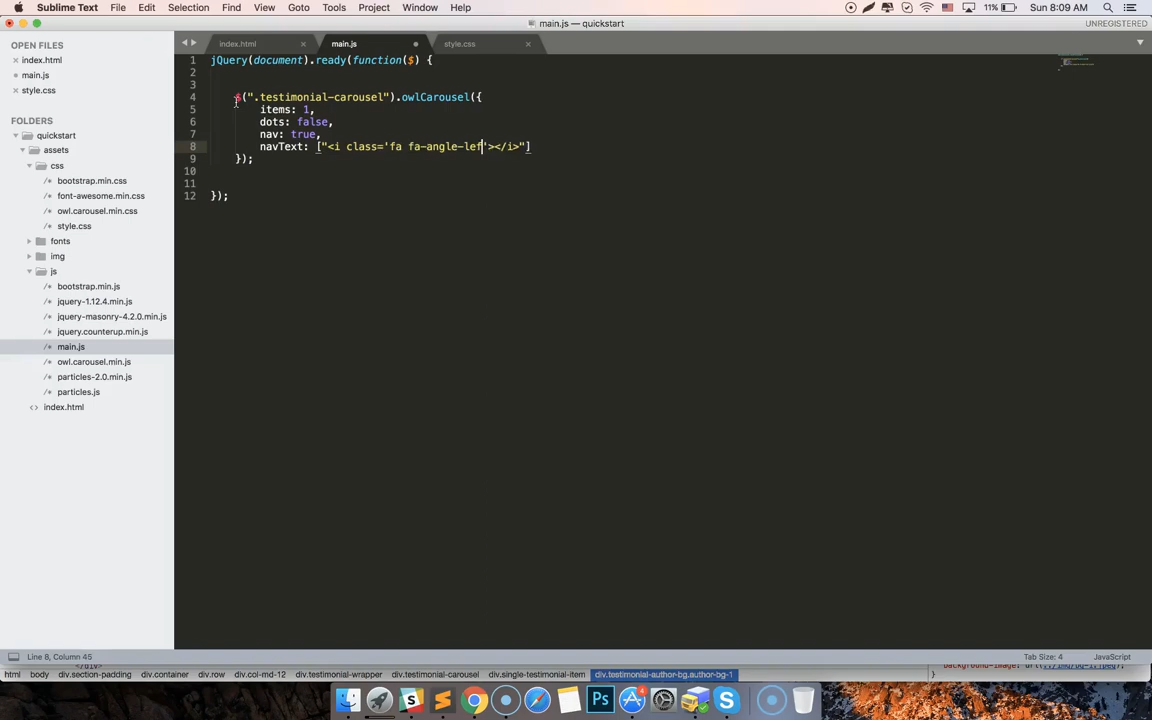 Sublime Text File Edit Selection Find View Goto Tools Project Window Help 11% Sun 8:09 AM
main.js — quickstart UNREGISTERED
OPEN FILES
index.html
main.js
style.css
FOLDERS
quickstart
assets
css
bootstrap.min.css
font-awesome.min.css
owl.carousel.min.css
style.css
fonts
img
js
bootstrap.min.js
jquery-1.12.4.min.js
jquery-masonry-4.2.0.min.js
jquery.counterup.min.js
main.js
owl.carousel.min.js
particles-2.0.min.js
particles.js
index.html
index.html main.js style.css
1 jQuery(document).ready(function($) {
2
3
4 $(".testimonial-carousel").owlCarousel({
5 items: 1,
6 dots: false,
7 nav: true,
8 navText: ["<i class='fa fa-angle-lef'></i>"]
9 });
10
11
12 });
Line 8, Column 45 Tab Size: 4 JavaScript
html body div.section-padding div.container div.row div.col-md-12 div.testimonial-wrapper div.testimonial-carousel div.single-testimonial-item div.testimonial-author-bg.author-bg-1 }
4